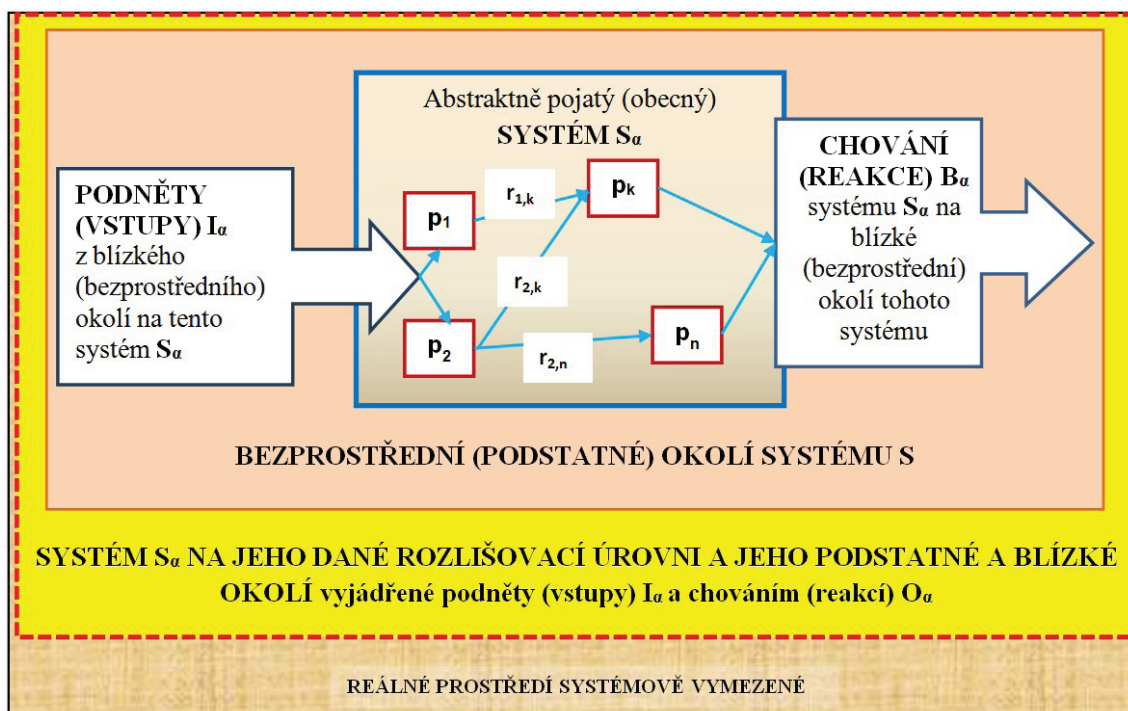 Abstraktně pojatý (obecný)
SYSTÉM Sα
PODNĚTY
(VSTUPY) Iα
z blízkého
(bezprostředního)
okolí na tento
systém Sα
p1
r1,k
pk
r2,k
p2
r2,n
pn
CHOVÁNÍ
(REAKCE) Bα
systému Sα na
blízké
(bezprostřední)
okolí tohoto
systému
BEZPROSTŘEDNÍ (PODSTATNÉ) OKOLÍ SYSTÉMU S
SYSTÉM Sα NA JEHO DANÉ ROZLIŠOVACÍ ÚROVNI A JEHO PODSTATNÉ A BLÍZKÉ
OKOLÍ vyjádřené podněty (vstupy) Iα a chováním (reakcí) Oα
REÁLNÉ PROSTŘEDÍ SYSTÉMOVĚ VYMEZENÉ